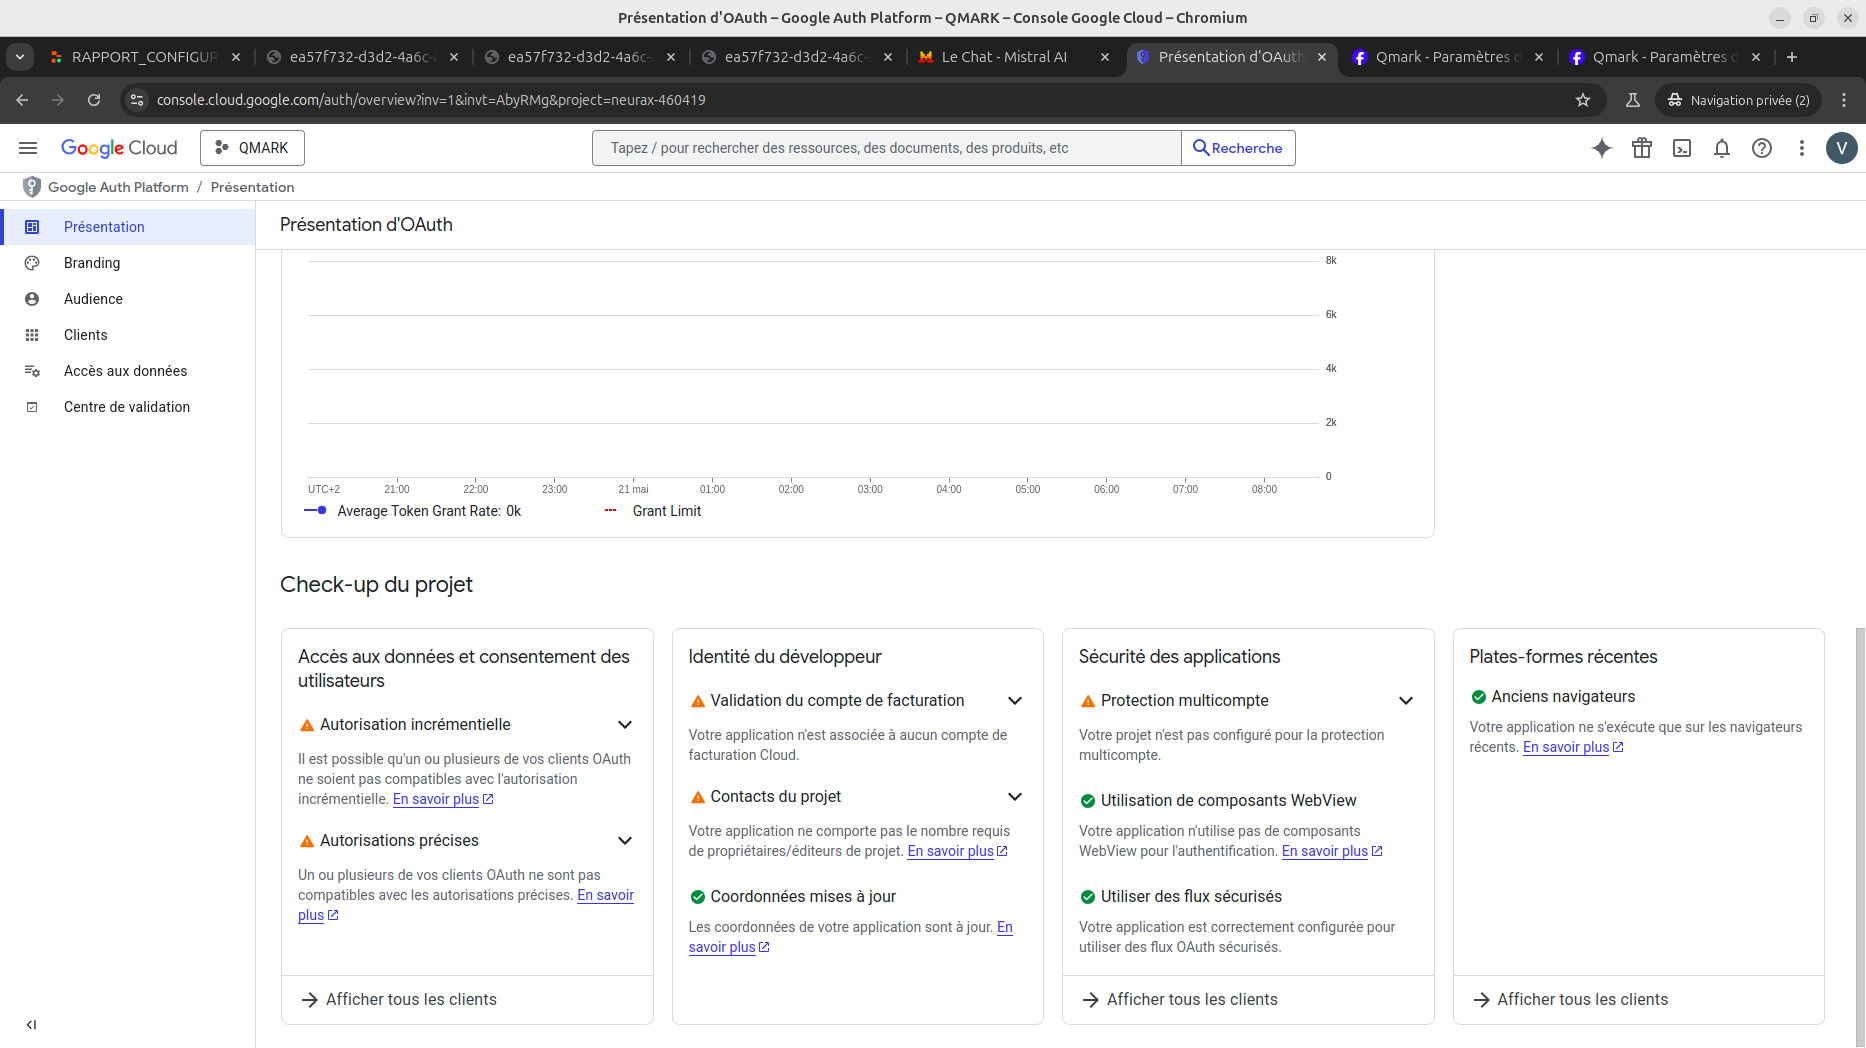 Présentation d'OAuth – Google Auth Platform – QMARK – Console Google Cloud – Chromium
RAPPORT_CONFIGUR
ea57f732-d3d2-4a6c-
ea57f732-d3d2-4a6c-
ea57f732-d3d2-4a6c-
Le Chat - Mistral AI
Présentation d'OAuth
Qmark - Paramètres d
Qmark - Paramètres d
console.cloud.google.com/auth/overview?inv=1&invt=AbyRMg&project=neurax-460419
Navigation privée (2)
Google Cloud
QMARK
Tapez / pour rechercher des ressources, des documents, des produits, etc
Recherche
V
Google Auth Platform / Présentation
Présentation
Branding
Audience
Clients
Accès aux données
Centre de validation
Présentation d'OAuth
8k
6k
4k
2k
0
UTC+2 21:00 22:00 23:00 21 mai 01:00 02:00 03:00 04:00 05:00 06:00 07:00 08:00
Average Token Grant Rate: 0k
Grant Limit
Check-up du projet
Accès aux données et consentement des
utilisateurs
Autorisation incrémentielle
Il est possible qu'un ou plusieurs de vos clients OAuth
ne soient pas compatibles avec l'autorisation
incrémentielle. En savoir plus
Autorisations précises
Un ou plusieurs de vos clients OAuth ne sont pas
compatibles avec les autorisations précises. En savoir
plus
Afficher tous les clients
Identité du développeur
Validation du compte de facturation
Votre application n'est associée à aucun compte de
facturation Cloud.
Contacts du projet
Votre application ne comporte pas le nombre requis
de propriétaires/éditeurs de projet. En savoir plus
Coordonnées mises à jour
Les coordonnées de votre application sont à jour. En
savoir plus
Sécurité des applications
Protection multicompte
Votre projet n'est pas configuré pour la protection
multicompte.
Utilisation de composants WebView
Votre application n'utilise pas de composants
WebView pour l'authentification. En savoir plus
Utiliser des flux sécurisés
Votre application est correctement configurée pour
utiliser des flux OAuth sécurisés.
Afficher tous les clients
Plates-formes récentes
Anciens navigateurs
Votre application ne s'exécute que sur les navigateurs
récents. En savoir plus
Afficher tous les clients